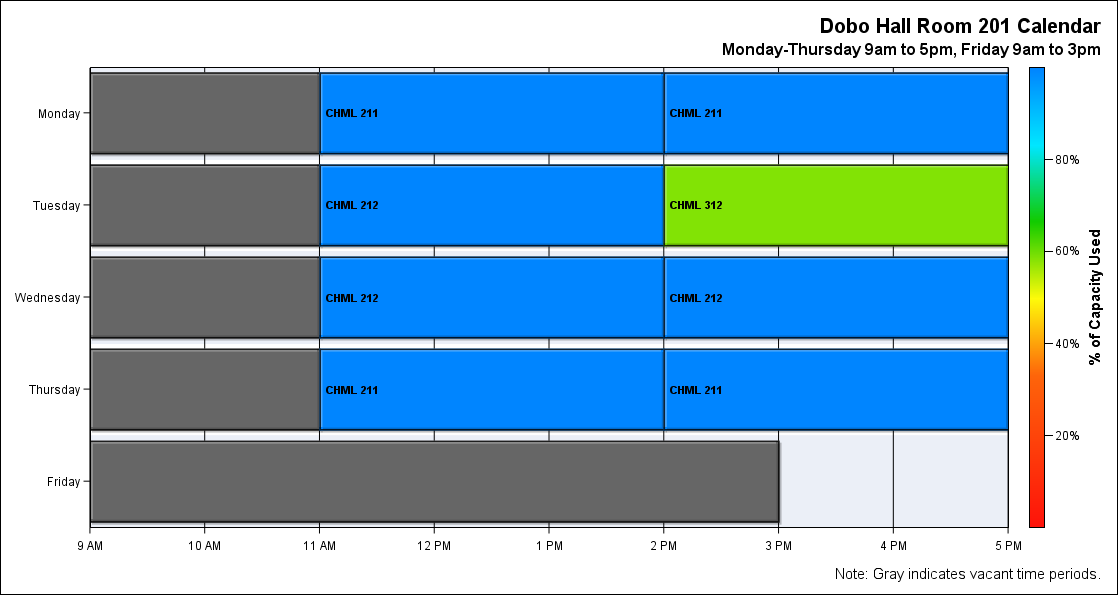 Dobo Hall Room 201 Calendar
Monday-Thursday 9am to 5pm, Friday 9am to 3pm
Monday
CHML 211
CHML 211
Tuesday
CHML 212
CHML 312
Wednesday
CHML 212
CHML 212
Thursday
CHML 211
CHML 211
Friday
9 AM
10 AM
11 AM
12 PM
1 PM
2 PM
3 PM
4 PM
5 PM
80%
60%
40%
20%
% of Capacity Used
Note: Gray indicates vacant time periods.